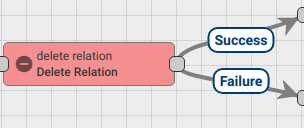 delete relation
Delete Relation
Success
Failure